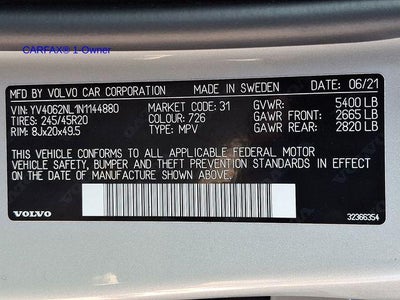 CARFAX® 1-Owner
MFD BY VOLVO CAR CORPORATION MADE IN SWEDEN DATE: 06/21
VIN: YV4062NL1N1144880 MARKET CODE: 31 GVWR: 5400 LB
TIRES: 245/45R20 COLOUR: 726 GAWR FRONT: 2665 LB
RIM: 8Jx20x49.5 TYPE: MPV GAWR REAR: 2820 LB
THIS VEHICLE CONFORMS TO ALL APPLICABLE FEDERAL MOTOR
VEHICLE SAFETY, BUMPER AND THEFT PREVENTION STANDARDS IN EFFECT
ON THE DATE OF MANUFACTURE SHOWN ABOVE.
VOLVO 32366354